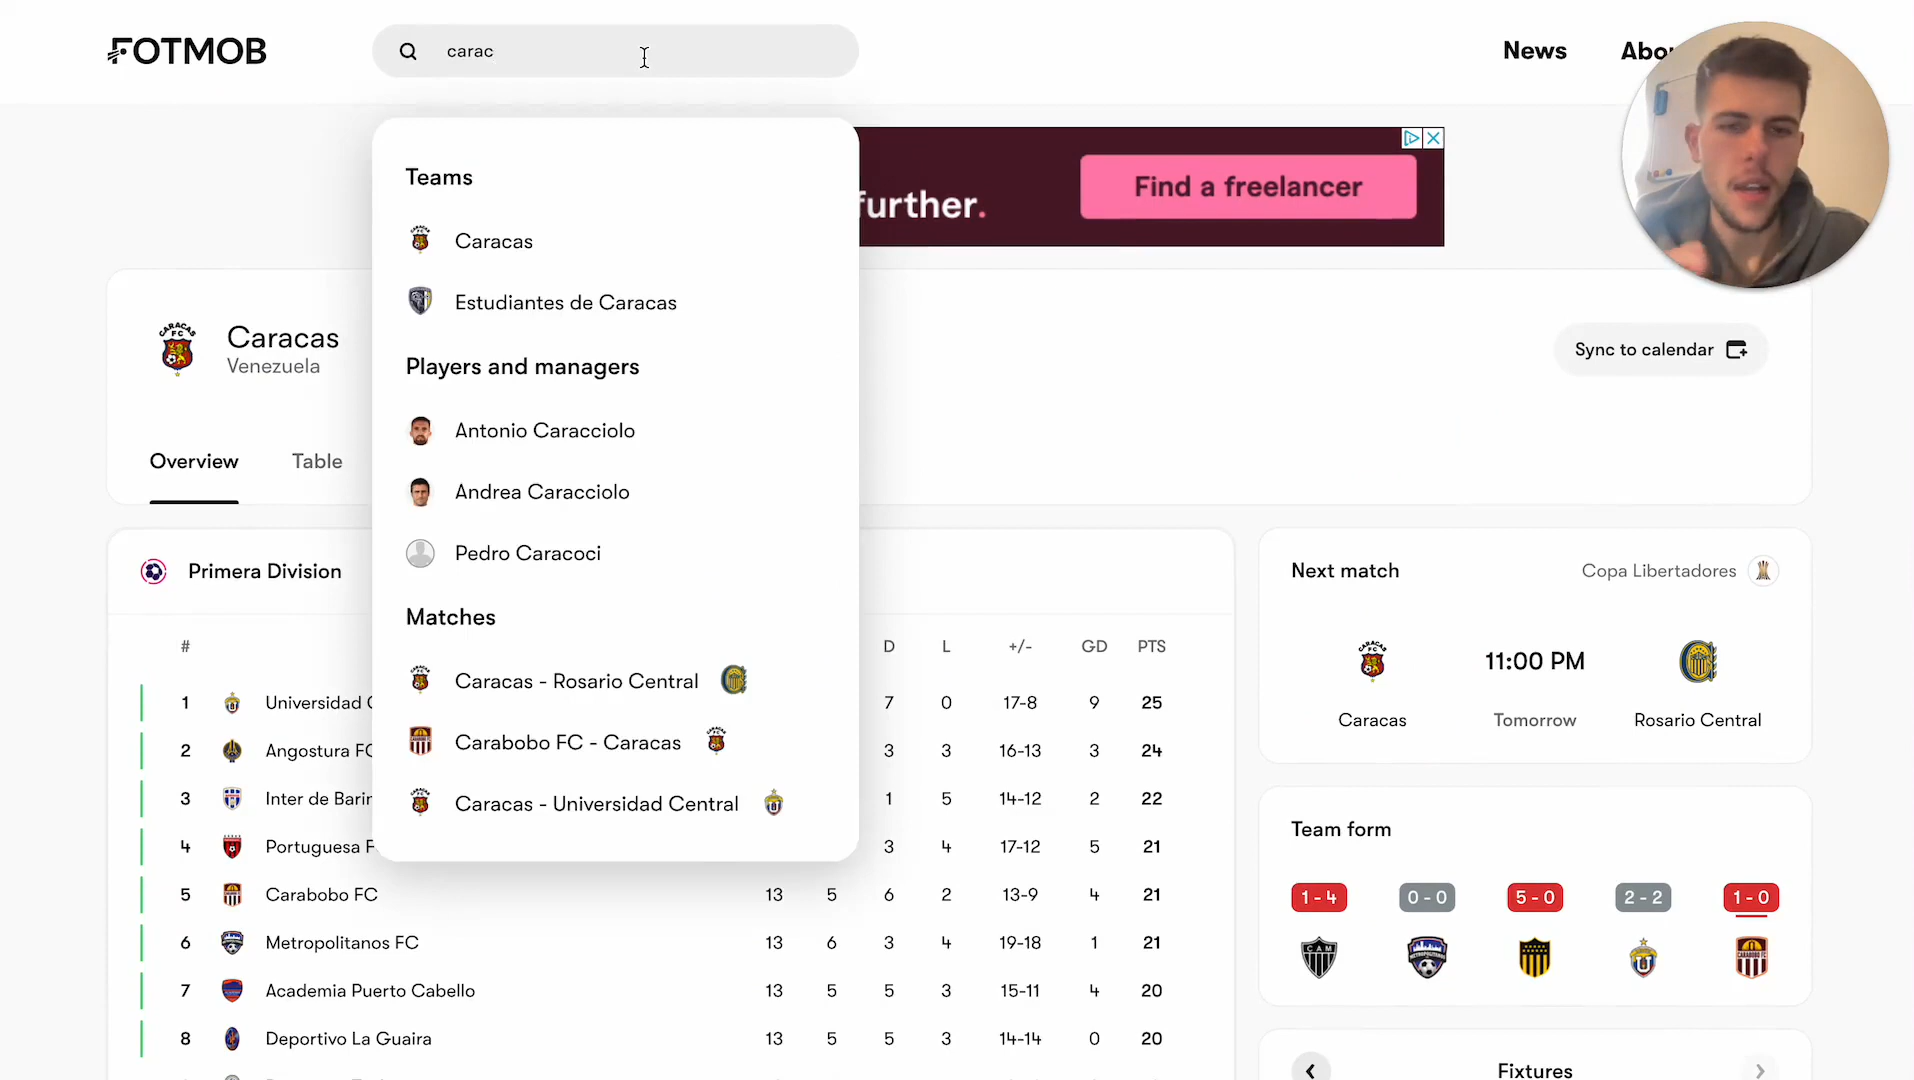 FOTMOB
carac
News
Abo
Teams
Caracas
Estudiantes de Caracas
Players and managers
Antonio Caracciolo
Andrea Caracciolo
Pedro Caracoci
Matches
Caracas - Rosario Central
Carabobo FC - Caracas
Caracas - Universidad Central
further.
Find a freelancer
Caracas
Venezuela
Sync to calendar
Overview
Table
Primera Division
# D L +/- GD PTS
1 Universidad 7 0 17-8 9 25
2 Angostura FC 3 3 16-13 3 24
3 Inter de Barin 1 5 14-12 2 22
4 Portuguesa F 3 4 17-12 5 21
5 Carabobo FC 13 5 6 2 13-9 4 21
6 Metropolitanos FC 13 6 3 4 19-18 1 21
7 Academia Puerto Cabello 13 5 5 3 15-11 4 20
8 Deportivo La Guaira 13 5 5 3 14-14 0 20
Next match
Copa Libertadores
11:00 PM
Caracas
Tomorrow
Rosario Central
Team form
1 - 4
0 - 0
5 - 0
2 - 2
1 - 0
Fixtures